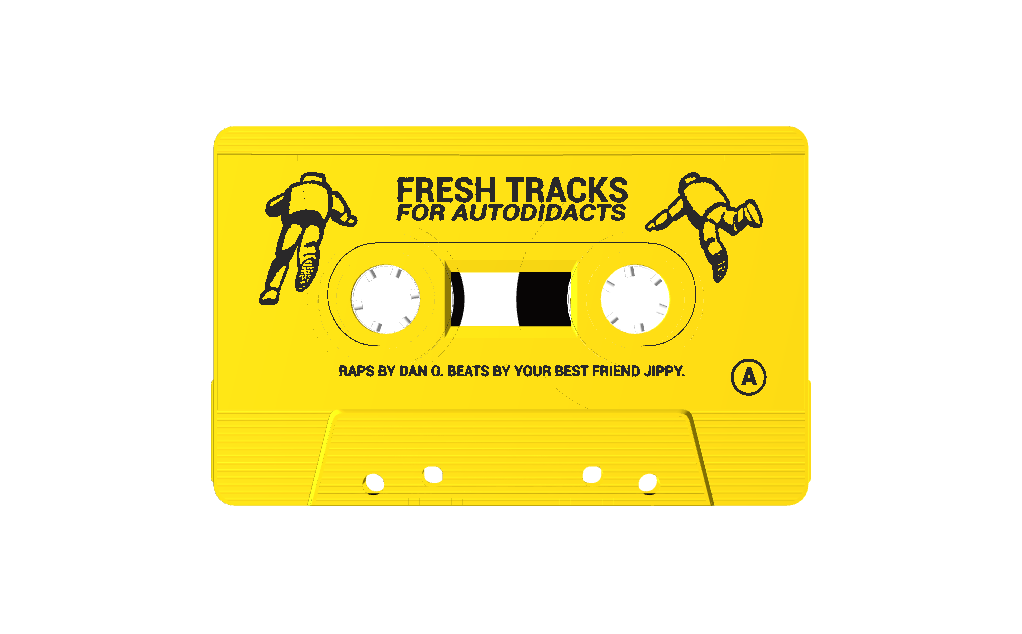 FRESH TRACKS
FOR AUTODIDACTS
RAPS BY DAN O. BEATS BY YOUR BEST FRIEND JIPPY.
A